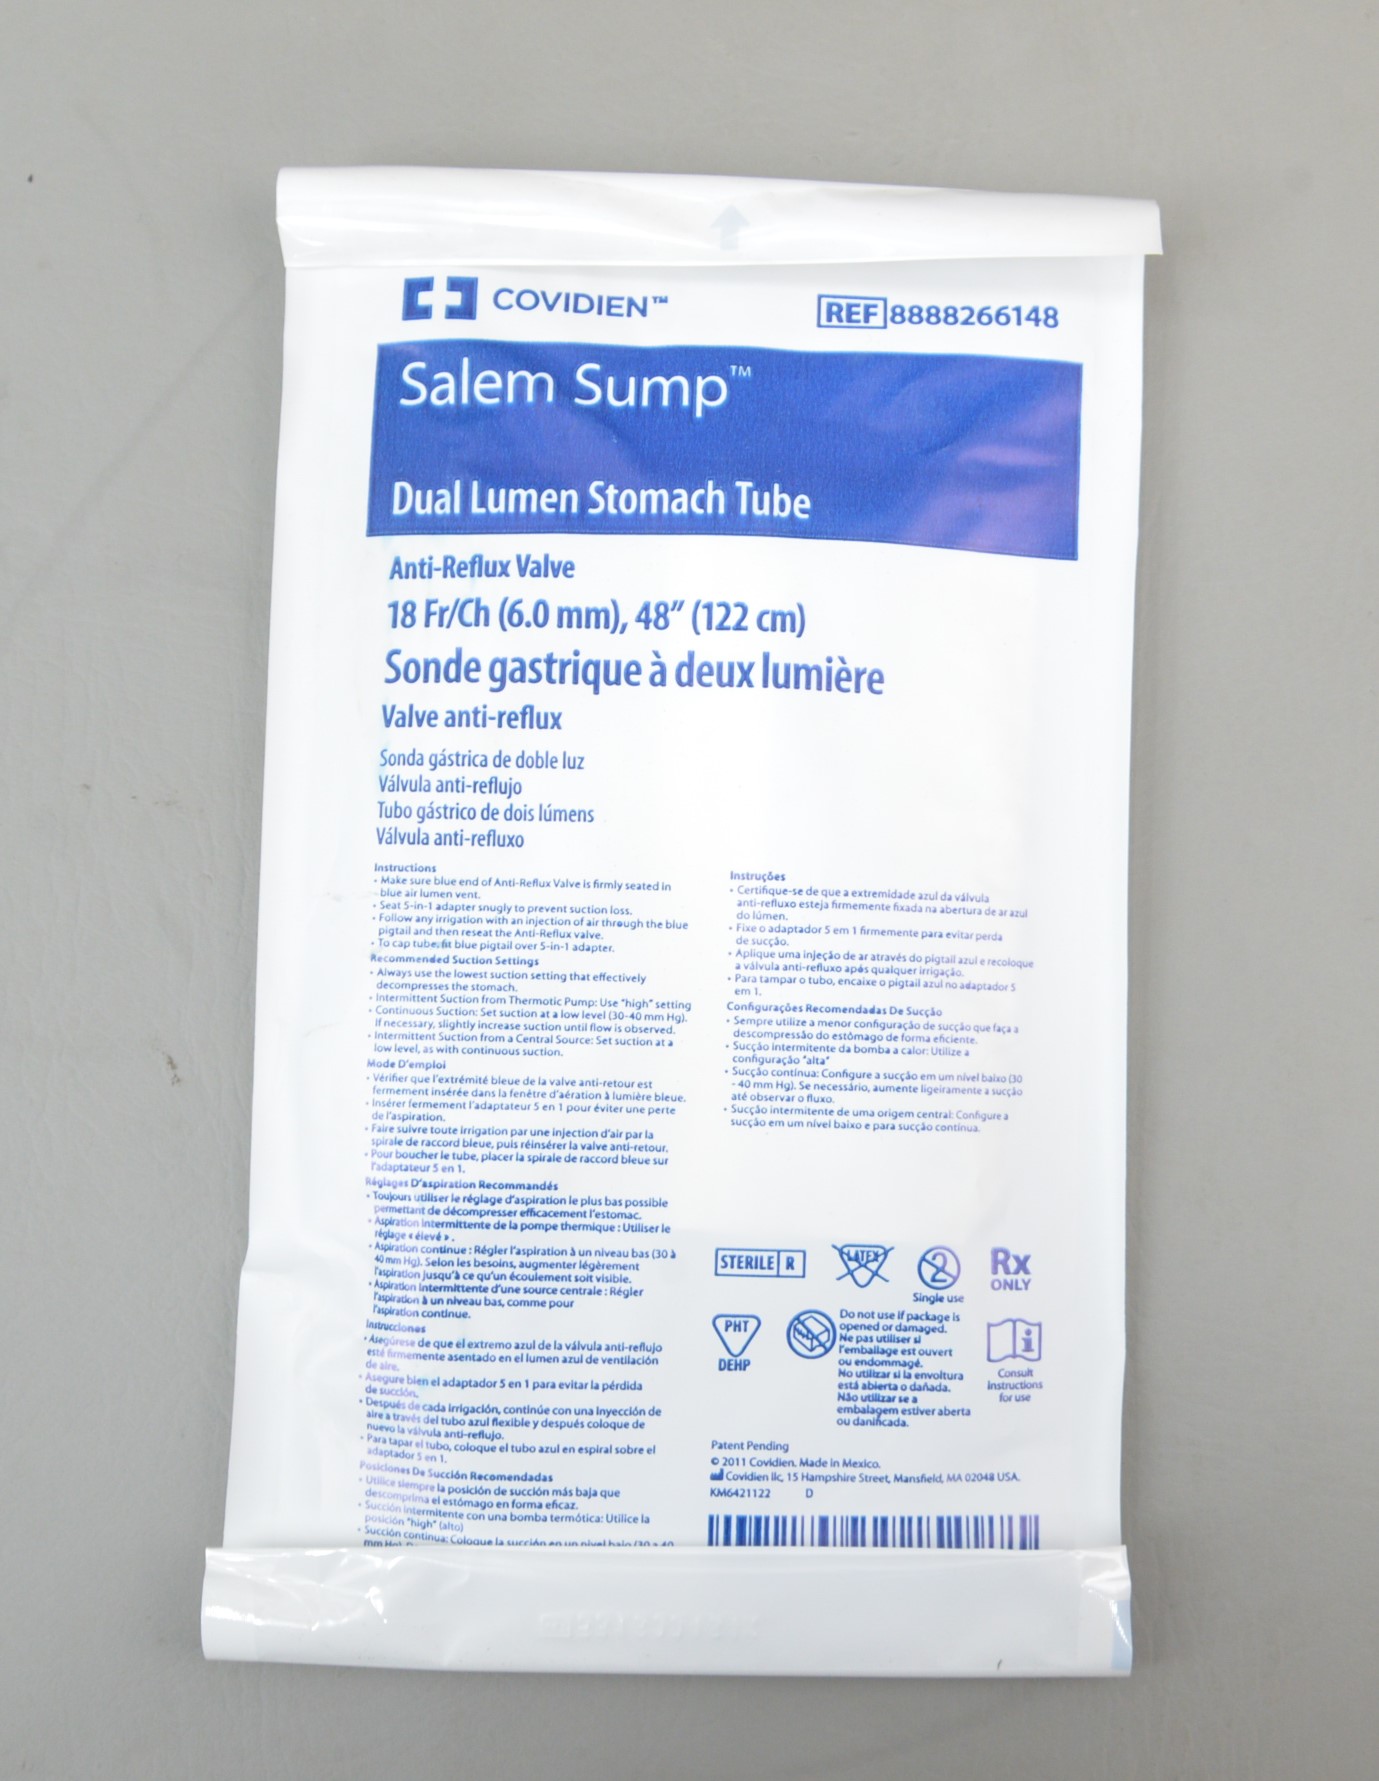 COVIDIEN™
REF 8888266148
Salem Sump™
Dual Lumen Stomach Tube
Anti-Reflux Valve
18 Fr/Ch (6.0 mm), 48” (122 cm)
Sonde gastrique à deux lumière
Valve anti-reflux
Sonda gástrica de doble luz
Válvula anti-reflujo
Tubo gástrico de dois lúmens
Válvula anti-refluxo
Instructions
• Make sure blue end of Anti-Reflux Valve is firmly seated in
blue air lumen vent.
• Seat 5-in-1 adapter snugly to prevent suction loss.
• Follow any irrigation with an injection of air through the blue
pigtail and then reseat the Anti-Reflux valve.
• To cap tube, fit blue pigtail over 5-in-1 adapter.
Recommended Suction Settings
• Always use the lowest suction setting that effectively
decompresses the stomach.
• Intermittent Suction from Thermotic Pump: Use "high" setting
• Continuous Suction: Set suction at a low level (30-40 mm Hg).
If necessary, slightly increase suction until flow is observed.
• Intermittent Suction from a Central Source: Set suction at a
low level, as with continuous suction.
Mode D'emploi
• Vérifier que l'extrémité bleue de la valve anti-retour est
fermement insérée dans la fenêtre d'aération à lumière bleue.
• Insérer fermement l'adaptateur 5 en 1 pour éviter une perte
de l'aspiration.
• Faire suivre toute irrigation par une injection d'air par la
spirale de raccord bleue, puis réinsérer la valve anti-retour.
• Pour boucher le tube, placer la spirale de raccord bleue sur
l'adaptateur 5 en 1.
Réglages D'aspiration Recommandés
• Toujours utiliser le réglage d'aspiration le plus bas possible
permettant de décompresser efficacement l'estomac.
• Aspiration intermittente de la pompe thermique : Utiliser le
réglage « élevé ».
• Aspiration continue : Régler l'aspiration à un niveau bas (30 à
40 mm Hg). Selon les besoins, augmenter légèrement
l'aspiration jusqu'à ce qu'un écoulement soit visible.
• Aspiration intermittente d'une source centrale : Régler
l'aspiration à un niveau bas, comme pour
l'aspiration continue.
Instrucciones
• Asegúrese de que el extremo azul de la válvula anti-reflujo
esté firmemente asentado en el lumen azul de ventilación
de aire.
• Asegure bien el adaptador 5 en 1 para evitar la pérdida
de succión.
• Después de cada irrigación, continúe con una inyección de
aire a través del tubo azul flexible y después coloque de
nuevo la válvula anti-reflujo.
• Para tapar el tubo, coloque el tubo azul en espiral sobre el
adaptador 5 en 1.
Posiciones De Succión Recomendadas
• Utilice siempre la posición de succión más baja que
descomprima el estómago en forma eficaz.
• Succión intermitente con una bomba termótica: Utilice la
posición "high" (alto)
• Succión continua: Coloque la succión en un nivel bajo (30 a 40
mm Hg).
Instruções
• Certifique-se de que a extremidade azul da válvula
anti-refluxo esteja firmemente fixada na abertura de ar azul
do lúmen.
• Fixe o adaptador 5 em 1 firmemente para evitar perda
de sucção.
• Aplique uma injeção de ar através do pigtail azul e recoloque
a válvula anti-refluxo após qualquer irrigação.
• Para tampar o tubo, encaixe o pigtail azul no adaptador 5
em 1.
Configurações Recomendadas De Sucção
• Sempre utilize a menor configuração de sucção que faça a
descompressão do estômago de forma eficiente.
• Sucção intermitente da bomba a calor: Utilize a
configuração "alta"
• Sucção contínua: Configure a sucção em um nível baixo (30
- 40 mm Hg). Se necessário, aumente ligeiramente a sucção
até observar o fluxo.
• Sucção intermitente de uma origem central: Configure a
sucção em um nível baixo e para sucção contínua.
STERILE R
LATEX
2
Single use
Rx
ONLY
PHT
DEHP
Do not use if package is
opened or damaged.
Ne pas utiliser si
l'emballage est ouvert
ou endommagé.
No utilizar si la envoltura
está abierta o dañada.
Não utilizar se a
embalagem estiver aberta
ou danificada.
i
Consult
instructions
for use
Patent Pending
© 2011 Covidien. Made in Mexico.
Covidien llc, 15 Hampshire Street, Mansfield, MA 02048 USA.
KM6421122 D